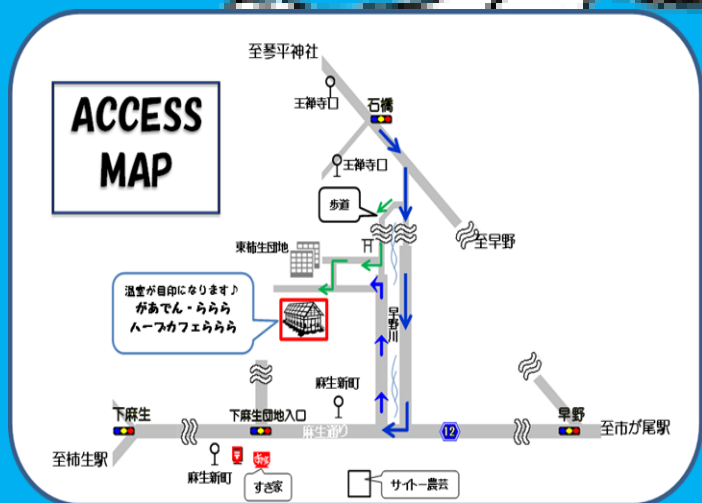 至琴平神社
王禅寺口
石橋
ACCESS
MAP
王禅寺口
歩道
至早野
東柿生団地
温室が目印になります♪
があでん・ららら
ハーブカフェららら
早野川
麻生新町
下麻生
下麻生団地入口
麻生通り
12
早野
至市が尾駅
至柿生駅
麻生新町
すき家
すき家
サイトー農芸